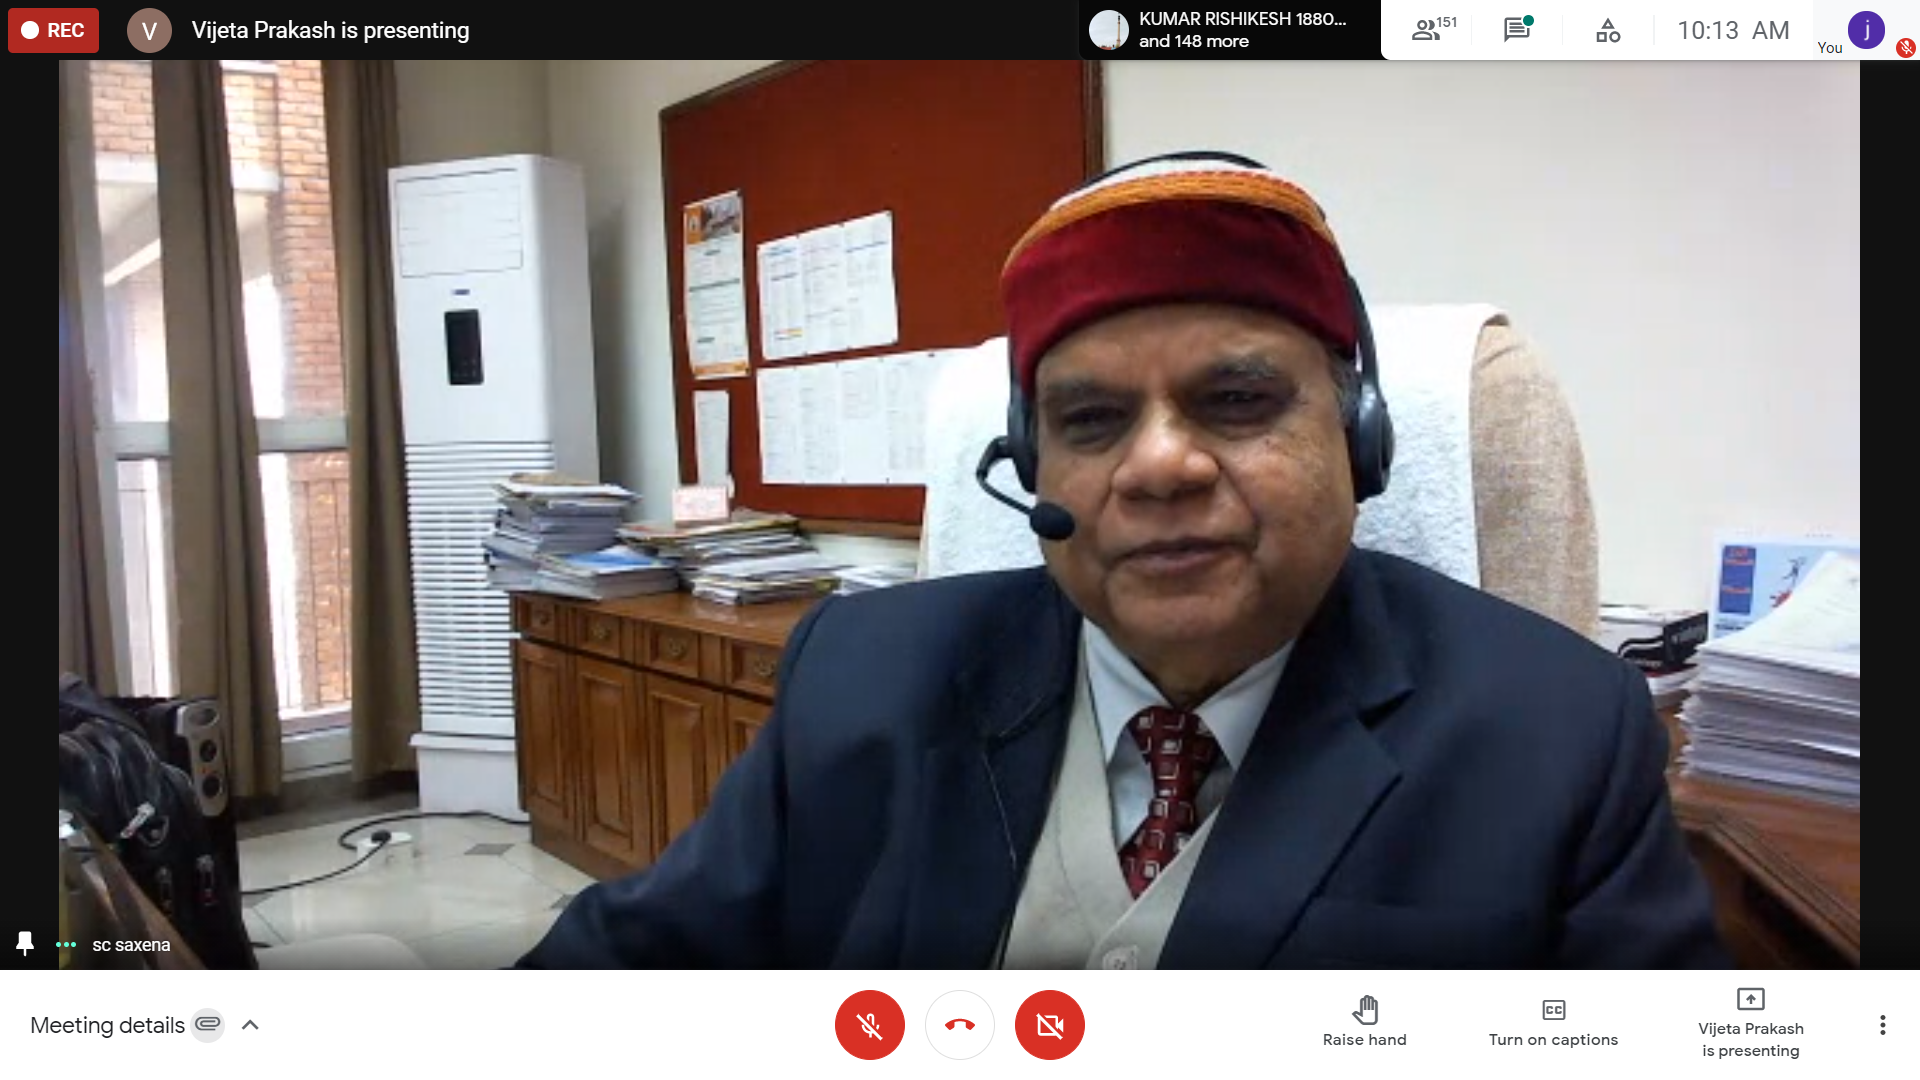 REC
V
Vijeta Prakash is presenting
KUMAR RISHIKESH 1880...
and 148 more
151
10:13 AM
You
j
sc saxena
Meeting details
Raise hand
CC
Turn on captions
Vijeta Prakash
is presenting